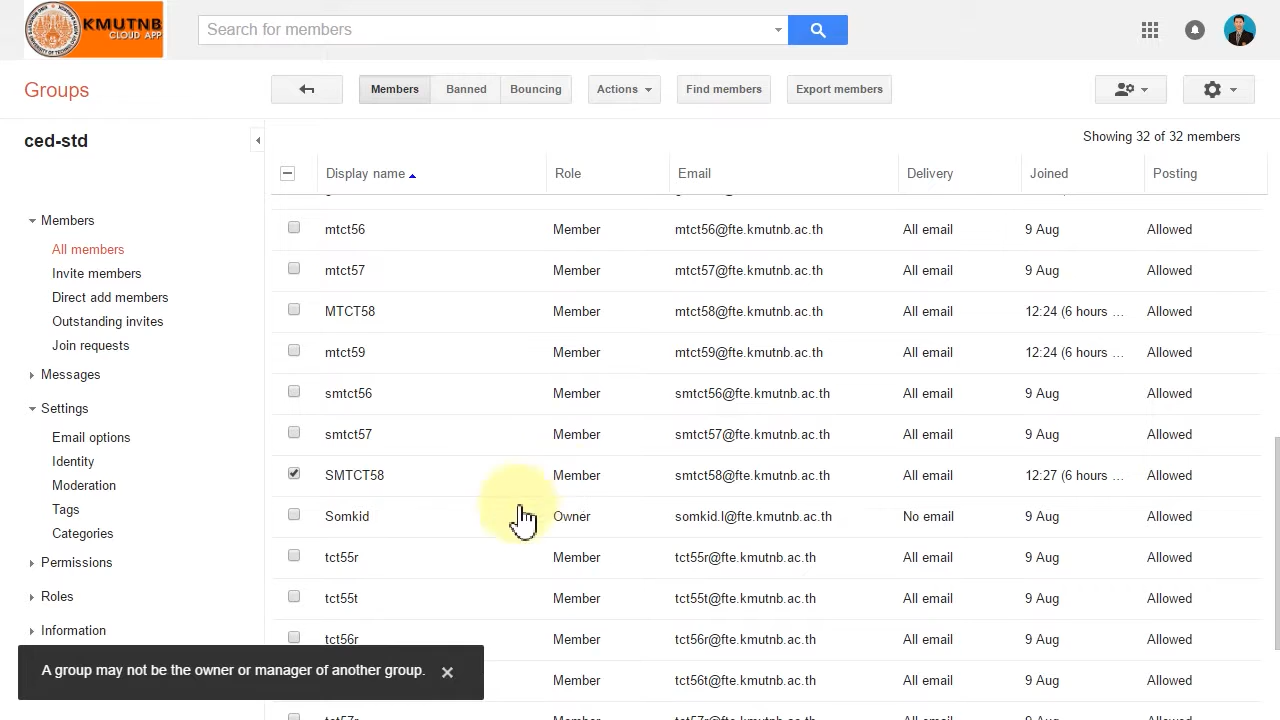 KMUTNB
CLOUD APP
Search for members
Groups
Members
Banned
Bouncing
Actions
Find members
Export members
ced-std
Showing 32 of 32 members
Display name
Role
Email
Delivery
Joined
Posting
Members
All members
Invite members
Direct add members
Outstanding invites
Join requests
Messages
Settings
Email options
Identity
Moderation
Tags
Categories
Permissions
Roles
Information
mtct56 Member mtct56@fte.kmutnb.ac.th All email 9 Aug Allowed
mtct57 Member mtct57@fte.kmutnb.ac.th All email 9 Aug Allowed
MTCT58 Member mtct58@fte.kmutnb.ac.th All email 12:24 (6 hours ... Allowed
mtct59 Member mtct59@fte.kmutnb.ac.th All email 12:24 (6 hours ... Allowed
smtct56 Member smtct56@fte.kmutnb.ac.th All email 9 Aug Allowed
smtct57 Member smtct57@fte.kmutnb.ac.th All email 9 Aug Allowed
SMTCT58 Member smtct58@fte.kmutnb.ac.th All email 12:27 (6 hours ... Allowed
Somkid Owner somkid.l@fte.kmutnb.ac.th No email 9 Aug Allowed
tct55r Member tct55r@fte.kmutnb.ac.th All email 9 Aug Allowed
tct55t Member tct55t@fte.kmutnb.ac.th All email 9 Aug Allowed
tct56r Member tct56r@fte.kmutnb.ac.th All email 9 Aug Allowed
Member tct56t@fte.kmutnb.ac.th All email 9 Aug Allowed
A group may not be the owner or manager of another group.